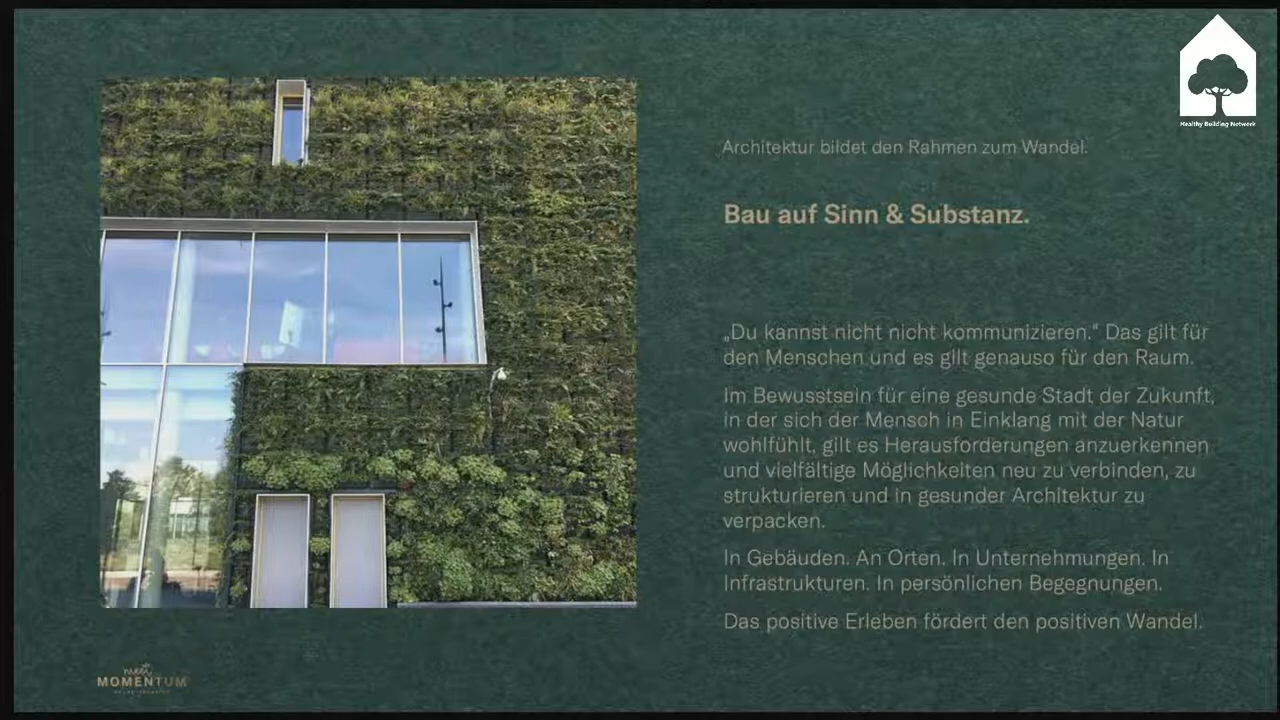 Healthy Building Network
Architektur bildet den Rahmen zum Wandel.
Bau auf Sinn & Substanz.
„Du kannst nicht nicht kommunizieren.“ Das gilt für
den Menschen und es gilt genauso für den Raum.
Im Bewusstsein für eine gesunde Stadt der Zukunft,
in der sich der Mensch in Einklang mit der Natur
wohlfühlt, gilt es Herausforderungen anzuerkennen
und vielfältige Möglichkeiten neu zu verbinden, zu
strukturieren und in gesunder Architektur zu
verpacken.
In Gebäuden. An Orten. In Unternehmungen. In
Infrastrukturen. In persönlichen Begegnungen.
Das positive Erleben fördert den positiven Wandel.
meet
MOMENTUM